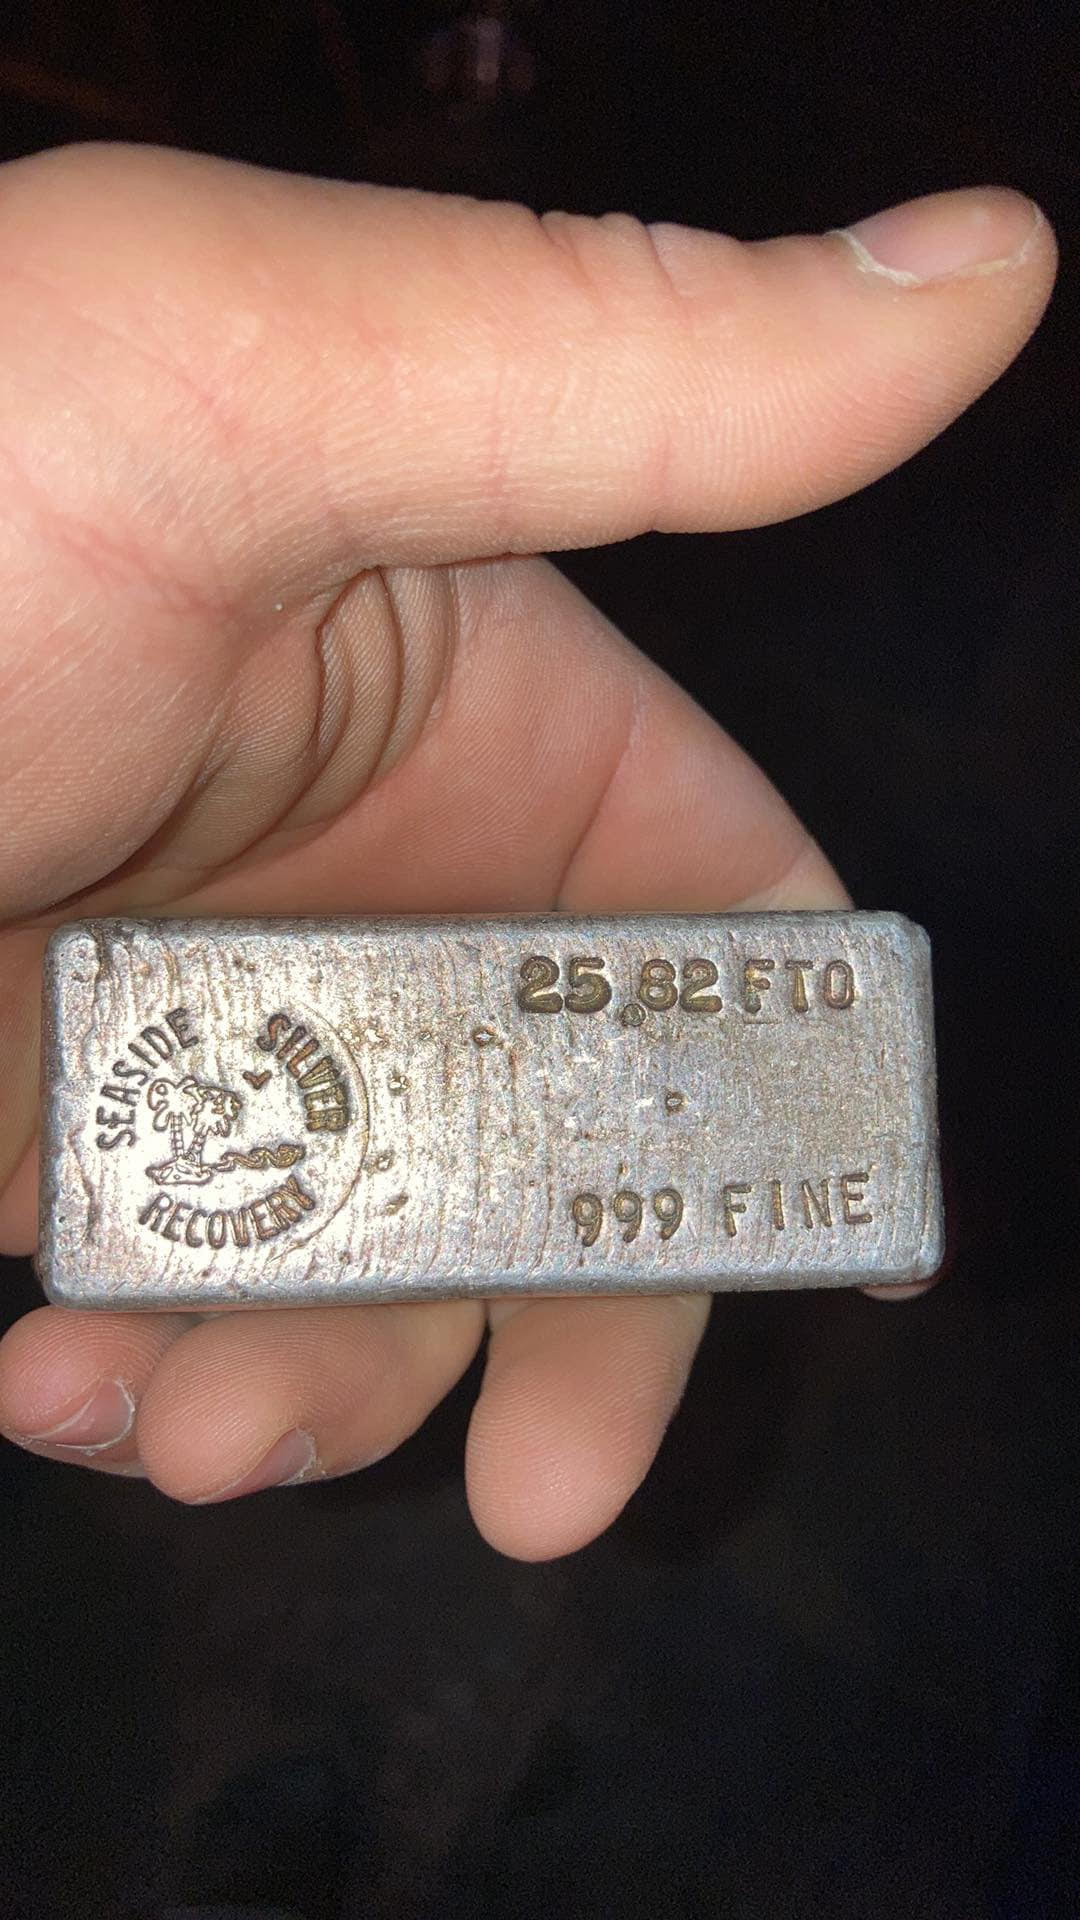 SEASIDE SILVER
RECOVERY
25.82 FTO
999 FINE